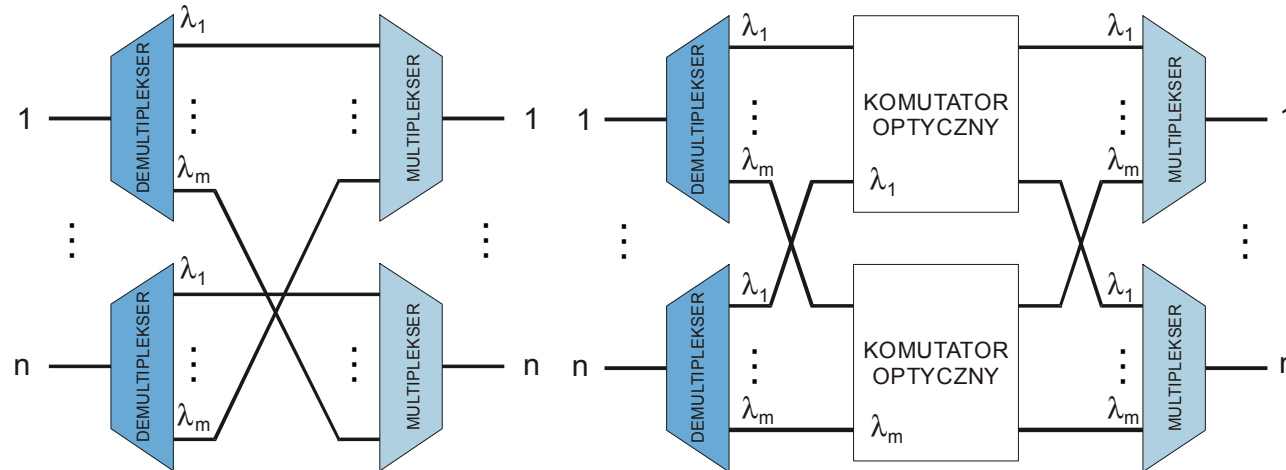 λ1
DEMULTIPLEKSER
MULTIPLEKSER
1
1
λm
λ1
DEMULTIPLEKSER
MULTIPLEKSER
n
n
λm
λ1
DEMULTIPLEKSER
KOMUTATOR
OPTYCZNY
λ1
MULTIPLEKSER
1
1
λm
λ1
λm
λ1
DEMULTIPLEKSER
KOMUTATOR
OPTYCZNY
λ1
MULTIPLEKSER
n
n
λm
λm
λm